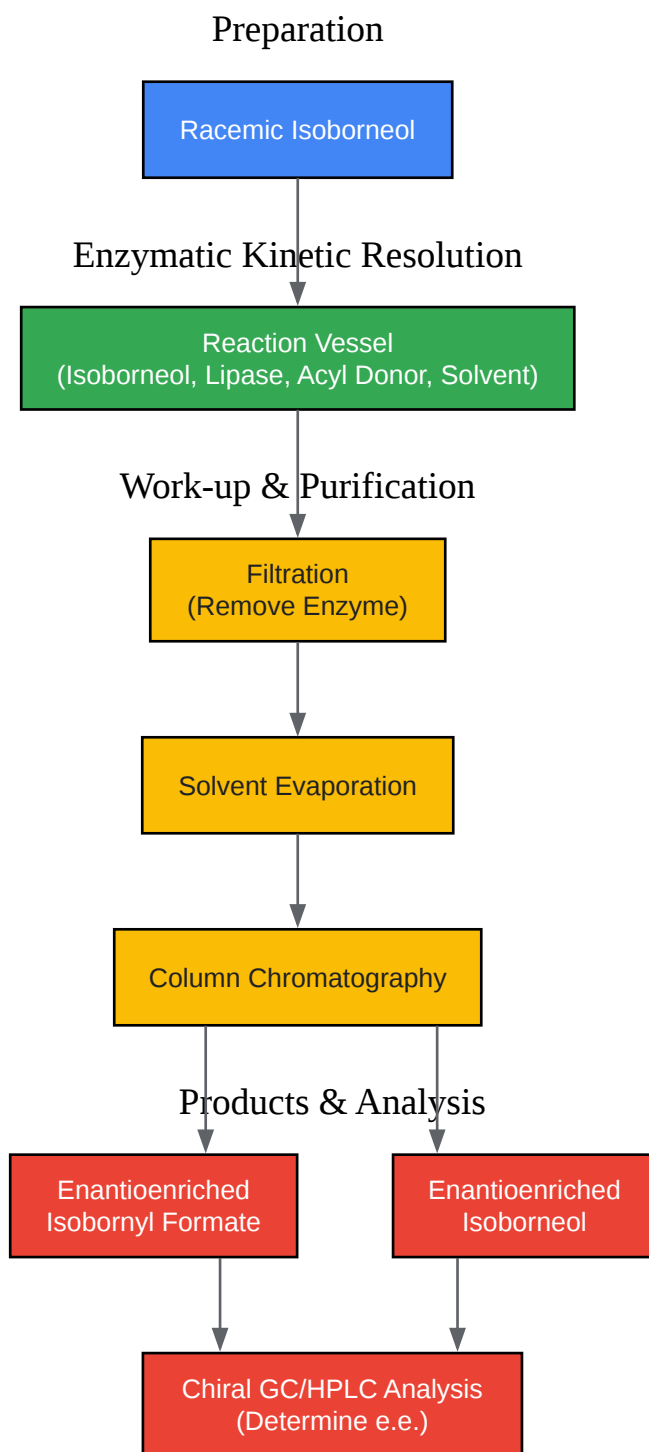 Preparation
Racemic Isoborneol
Enzymatic Kinetic Resolution
Reaction Vessel
(Isoborneol, Lipase, Acyl Donor, Solvent)
Work-up & Purification
Filtration
(Remove Enzyme)
Solvent Evaporation
Column Chromatography
Products & Analysis
Enantioenriched
Isobornyl Formate
Enantioenriched
Isoborneol
Chiral GC/HPLC Analysis
(Determine e.e.)